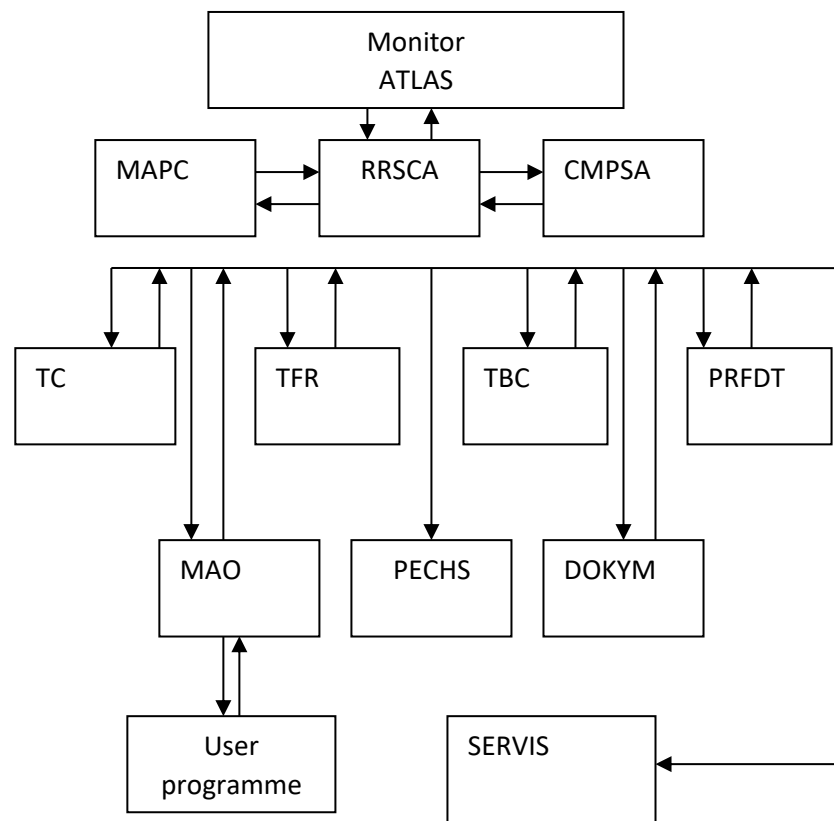 Monitor
ATLAS
MAPC
RRSCA
CMPSA
TC
TFR
TBC
PRFDT
MAO
PECHS
DOKYM
User
programme
SERVIS